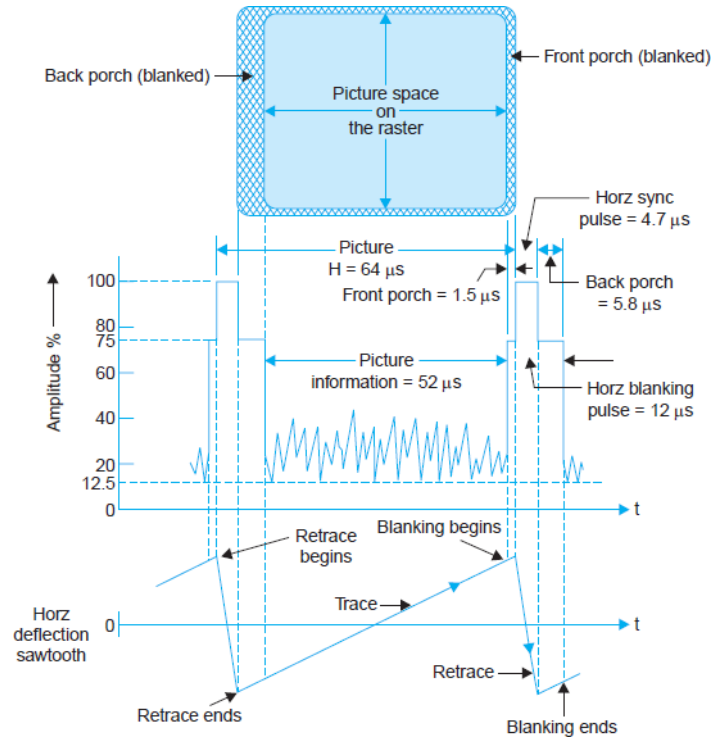 Back porch (blanked)
Front porch (blanked)
Picture space
on
the raster
Horz sync
pulse = 4.7 μs
Picture
H = 64 μs
Front porch = 1.5 μs
Back porch
= 5.8 μs
Amplitude %
100
80
75
60
40
20
12.5
0
Picture
information = 52 μs
Horz blanking
pulse = 12 μs
t
Retrace
begins
Blanking begins
Trace
Horz
deflection
sawtooth
0
t
Retrace
Retrace ends
Blanking ends